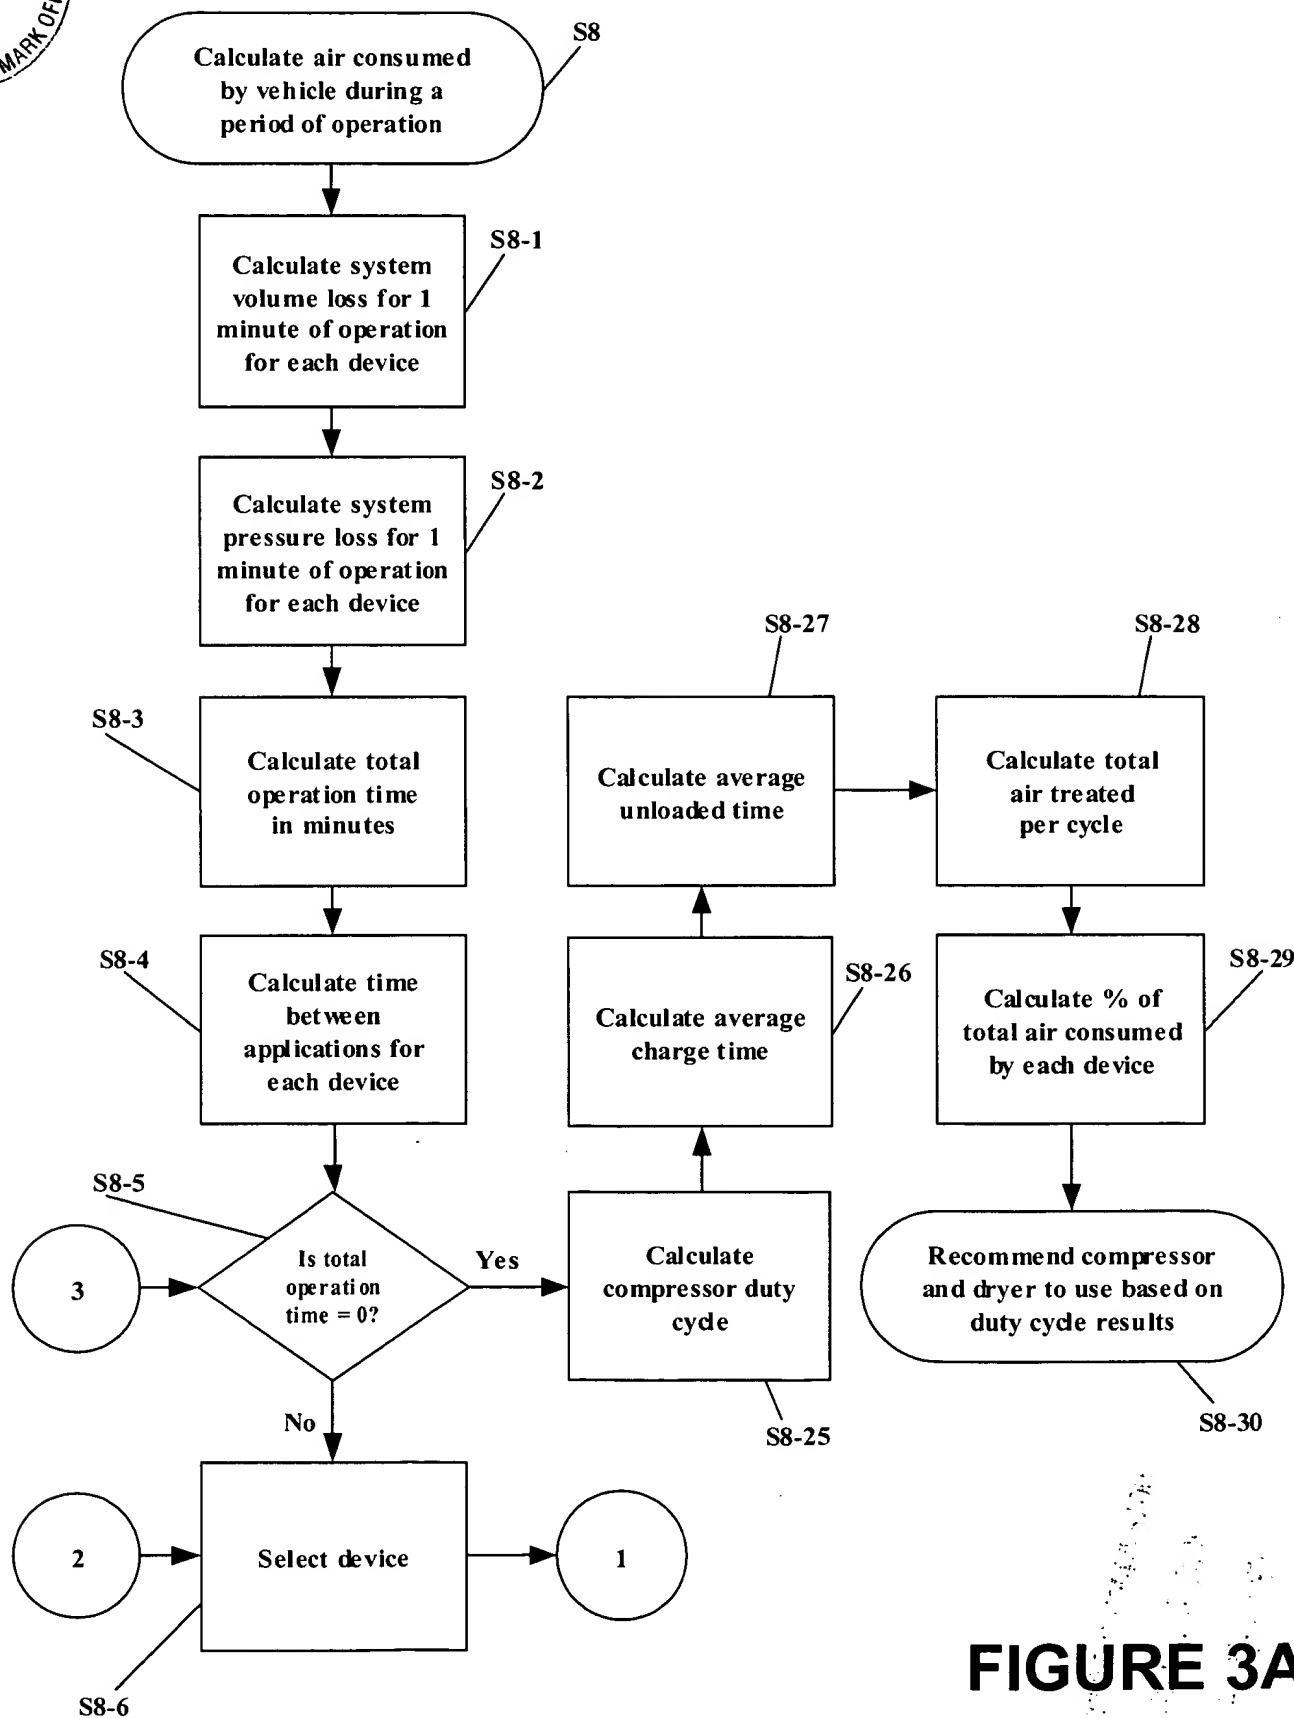 MARK OF
Calculate air consumed
by vehicle during a
period of operation
S8
Calculate system
volume loss for 1
minute of operation
for each device
S8-1
Calculate system
pressure loss for 1
minute of operation
for each device
S8-2
S8-3
Calculate total
operation time
in minutes
S8-4
Calculate time
between
applications for
each device
S8-5
3
Is total
operation
time = 0?
Yes
No
2
Select device
1
S8-6
S8-27
Calculate average
unloaded time
S8-26
Calculate average
charge time
Calculate
compressor duty
cycle
S8-25
S8-28
Calculate total
air treated
per cycle
S8-29
Calculate % of
total air consumed
by each device
Recommend compressor
and dryer to use based on
duty cycle results
S8-30
FIGURE 3A